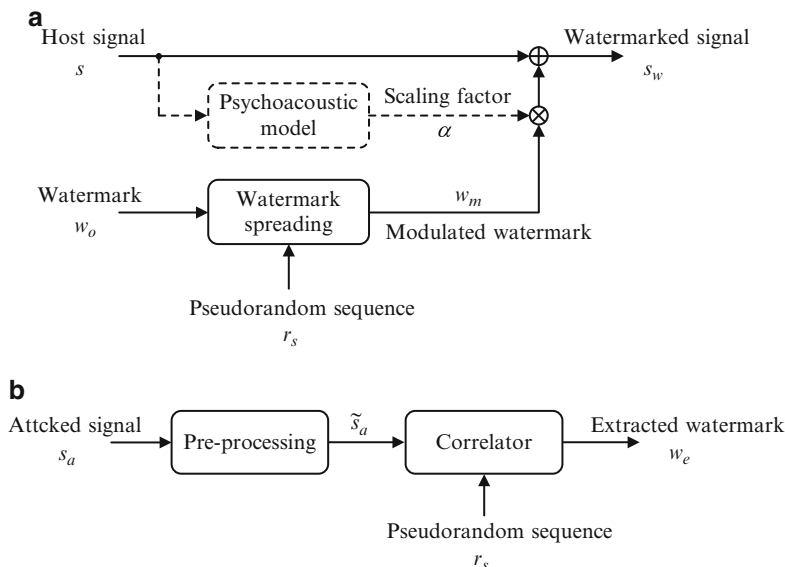 a
Host signal
s
Watermarked signal
s_w
Psychoacoustic
model
Scaling factor
α
Watermark
w_o
Watermark
spreading
w_m
Modulated watermark
Pseudorandom sequence
r_s
b
Attcked signal
s_a
Pre-processing
s̃_a
Correlator
Extracted watermark
w_e
Pseudorandom sequence
r_s